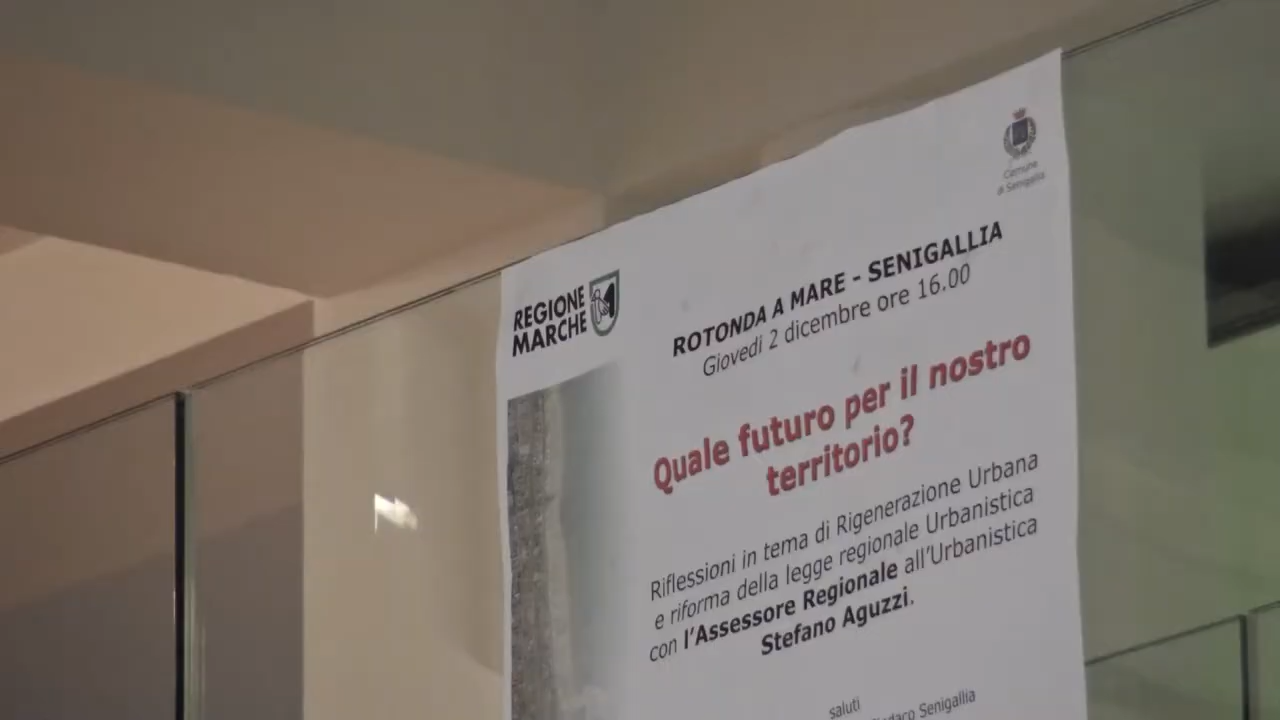 Comune
di Senigallia
REGIONE
MARCHE
ROTONDA A MARE - SENIGALLIA
Giovedì 2 dicembre ore 16.00
Quale futuro per il nostro
territorio?
Riflessioni in tema di Rigenerazione Urbana
e riforma della legge regionale Urbanistica
con l'Assessore Regionale all'Urbanistica
Stefano Aguzzi.
saluti
Senigallia